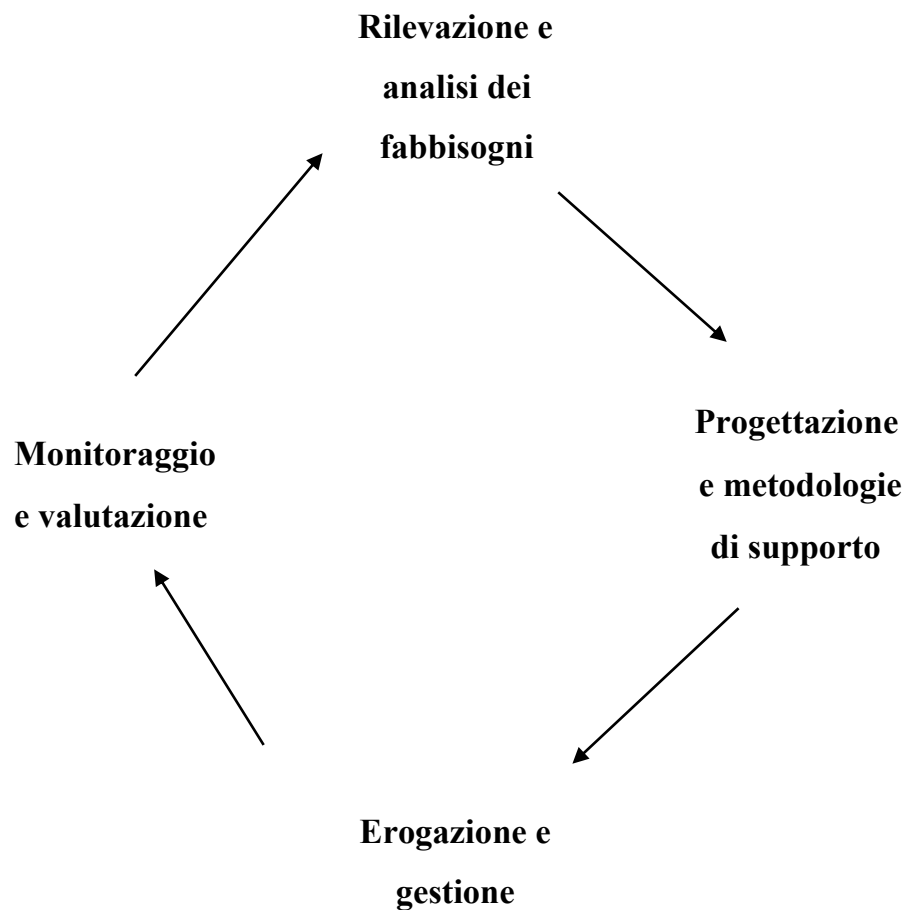 Rilevazione e
analisi dei
fabbisogni
Progettazione
e metodologie
di supporto
Erogazione e
gestione
Monitoraggio
e valutazione